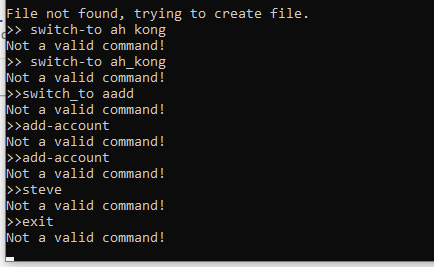 File not found, trying to create file.
>> switch-to ah kong
Not a valid command!
>> switch-to ah_kong
Not a valid command!
>>switch_to aadd
Not a valid command!
>>add-account
Not a valid command!
>>add-account
Not a valid command!
>>steve
Not a valid command!
>>exit
Not a valid command!